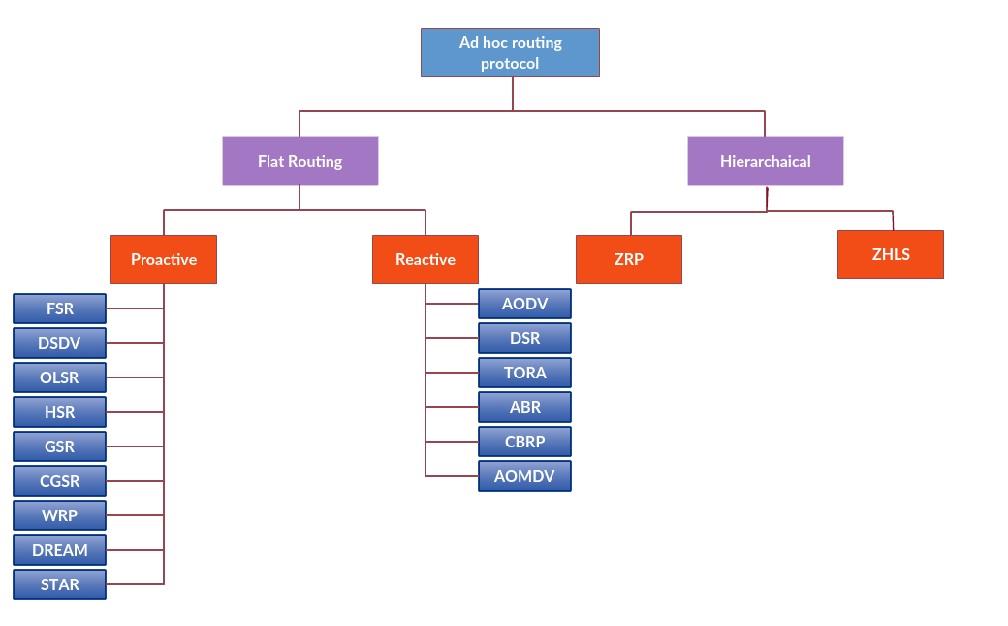 Ad hoc routing
protocol
Flat Routing
Hierarchaical
Proactive
Reactive
ZRP
ZHLS
FSR
DSDV
OLSR
HSR
GSR
CGSR
WRP
DREAM
STAR
AODV
DSR
TORA
ABR
CBRP
AOMDV